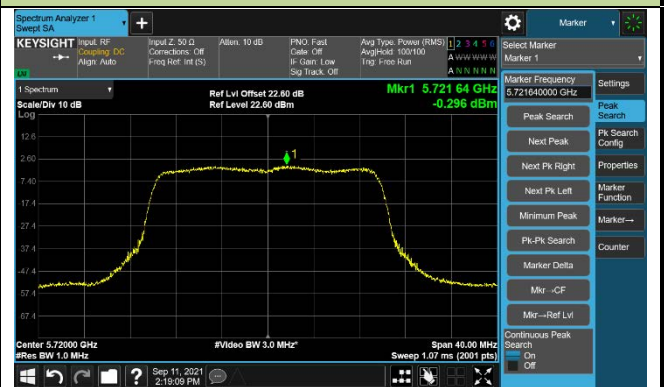 Spectrum Analyzer 1
Swept SA
+
Marker
KEYSIGHT
Input: RF
Coupling: DC
Align: Auto
Input Z: 50 Ω
Corrections: Off
Freq Ref: Int (S)
Atten: 10 dB
PNO: Fast
Gate: Off
IF Gain: Low
Sig Track: Off
Avg Type: Power (RMS)
Avg|Hold: 100/100
Trig: Free Run
1 2 3 4 5 6
A W W W W W
A N N N N N
Select Marker
Marker 1
1 Spectrum
Scale/Div 10 dB
Log
Ref Lvl Offset 22.60 dB
Ref Level 22.60 dBm
Mkr1 5.721 64 GHz
-0.296 dBm
1
12.6
2.60
-7.40
-17.4
-27.4
-37.4
-47.4
-57.4
-67.4
Center 5.72000 GHz
#Res BW 1.0 MHz
#Video BW 3.0 MHz*
Span 40.00 MHz
Sweep 1.07 ms (2001 pts)
Marker Frequency
5.721640000 GHz
Peak Search
Next Peak
Next Pk Right
Next Pk Left
Minimum Peak
Pk-Pk Search
Marker Delta
Mkr→CF
Mkr→Ref Lvl
Continuous Peak
Search
On
Off
Settings
Peak
Search
Pk Search
Config
Properties
Marker
Function
Marker→
Counter
?
Sep 11, 2021
2:19:09 PM